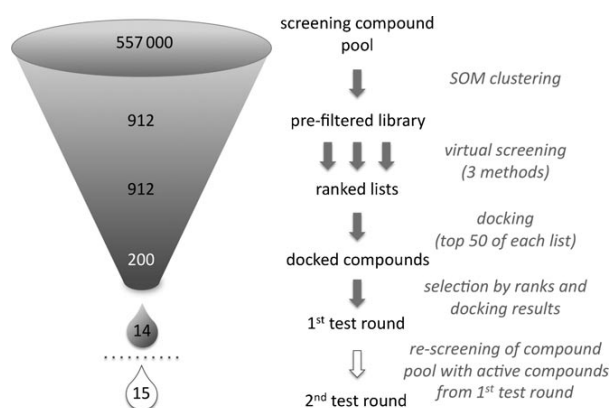 557 000
912
912
200
14
15
screening compound
pool
SOM clustering
pre-filtered library
virtual screening
(3 methods)
ranked lists
docking
(top 50 of each list)
docked compounds
selection by ranks and
docking results
1st test round
re-screening of compound
pool with active compounds
from 1st test round
2nd test round